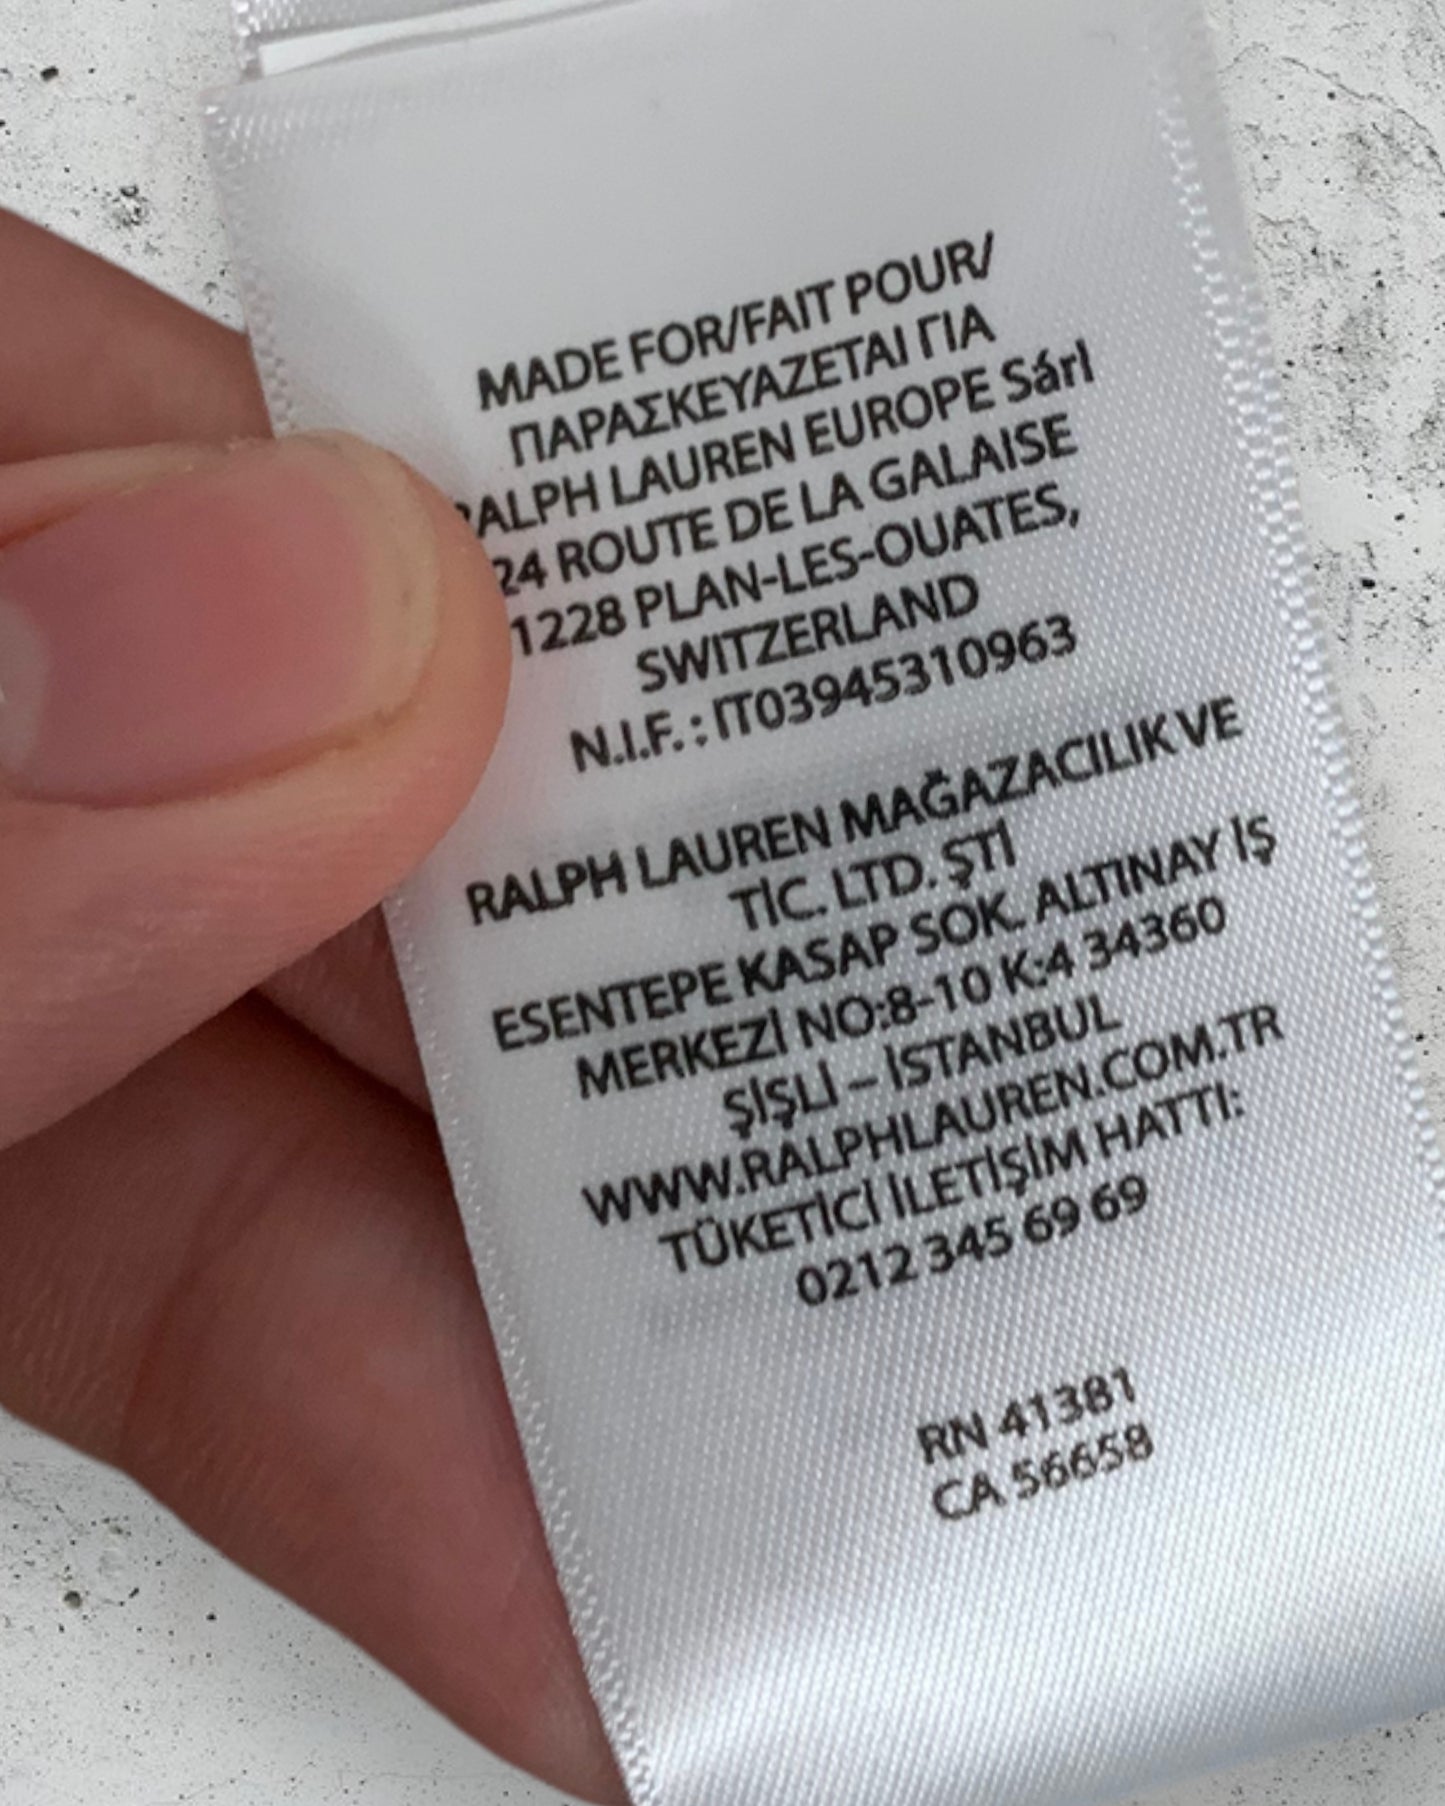 MADE FOR/FAIT POUR/
ΠΑΡΑΣΚΕΥΑΖΕΤΑΙ ΓΙΑ
RALPH LAUREN EUROPE Sárl
24 ROUTE DE LA GALAISE
1228 PLAN-LES-OUATES,
SWITZERLAND
N.I.F. : IT03945310963
RALPH LAUREN MAĞAZACILIK VE
TİC. LTD. ŞTİ
ESENTEPE KASAP SOK. ALTINAY İŞ
MERKEZİ NO:8-10 K:4 34360
ŞİŞLİ – İSTANBUL
WWW.RALPHLAUREN.COM.TR
TÜKETİCİ İLETİŞİM HATTI:
0212 345 69 69
RN 41381
CA 56658